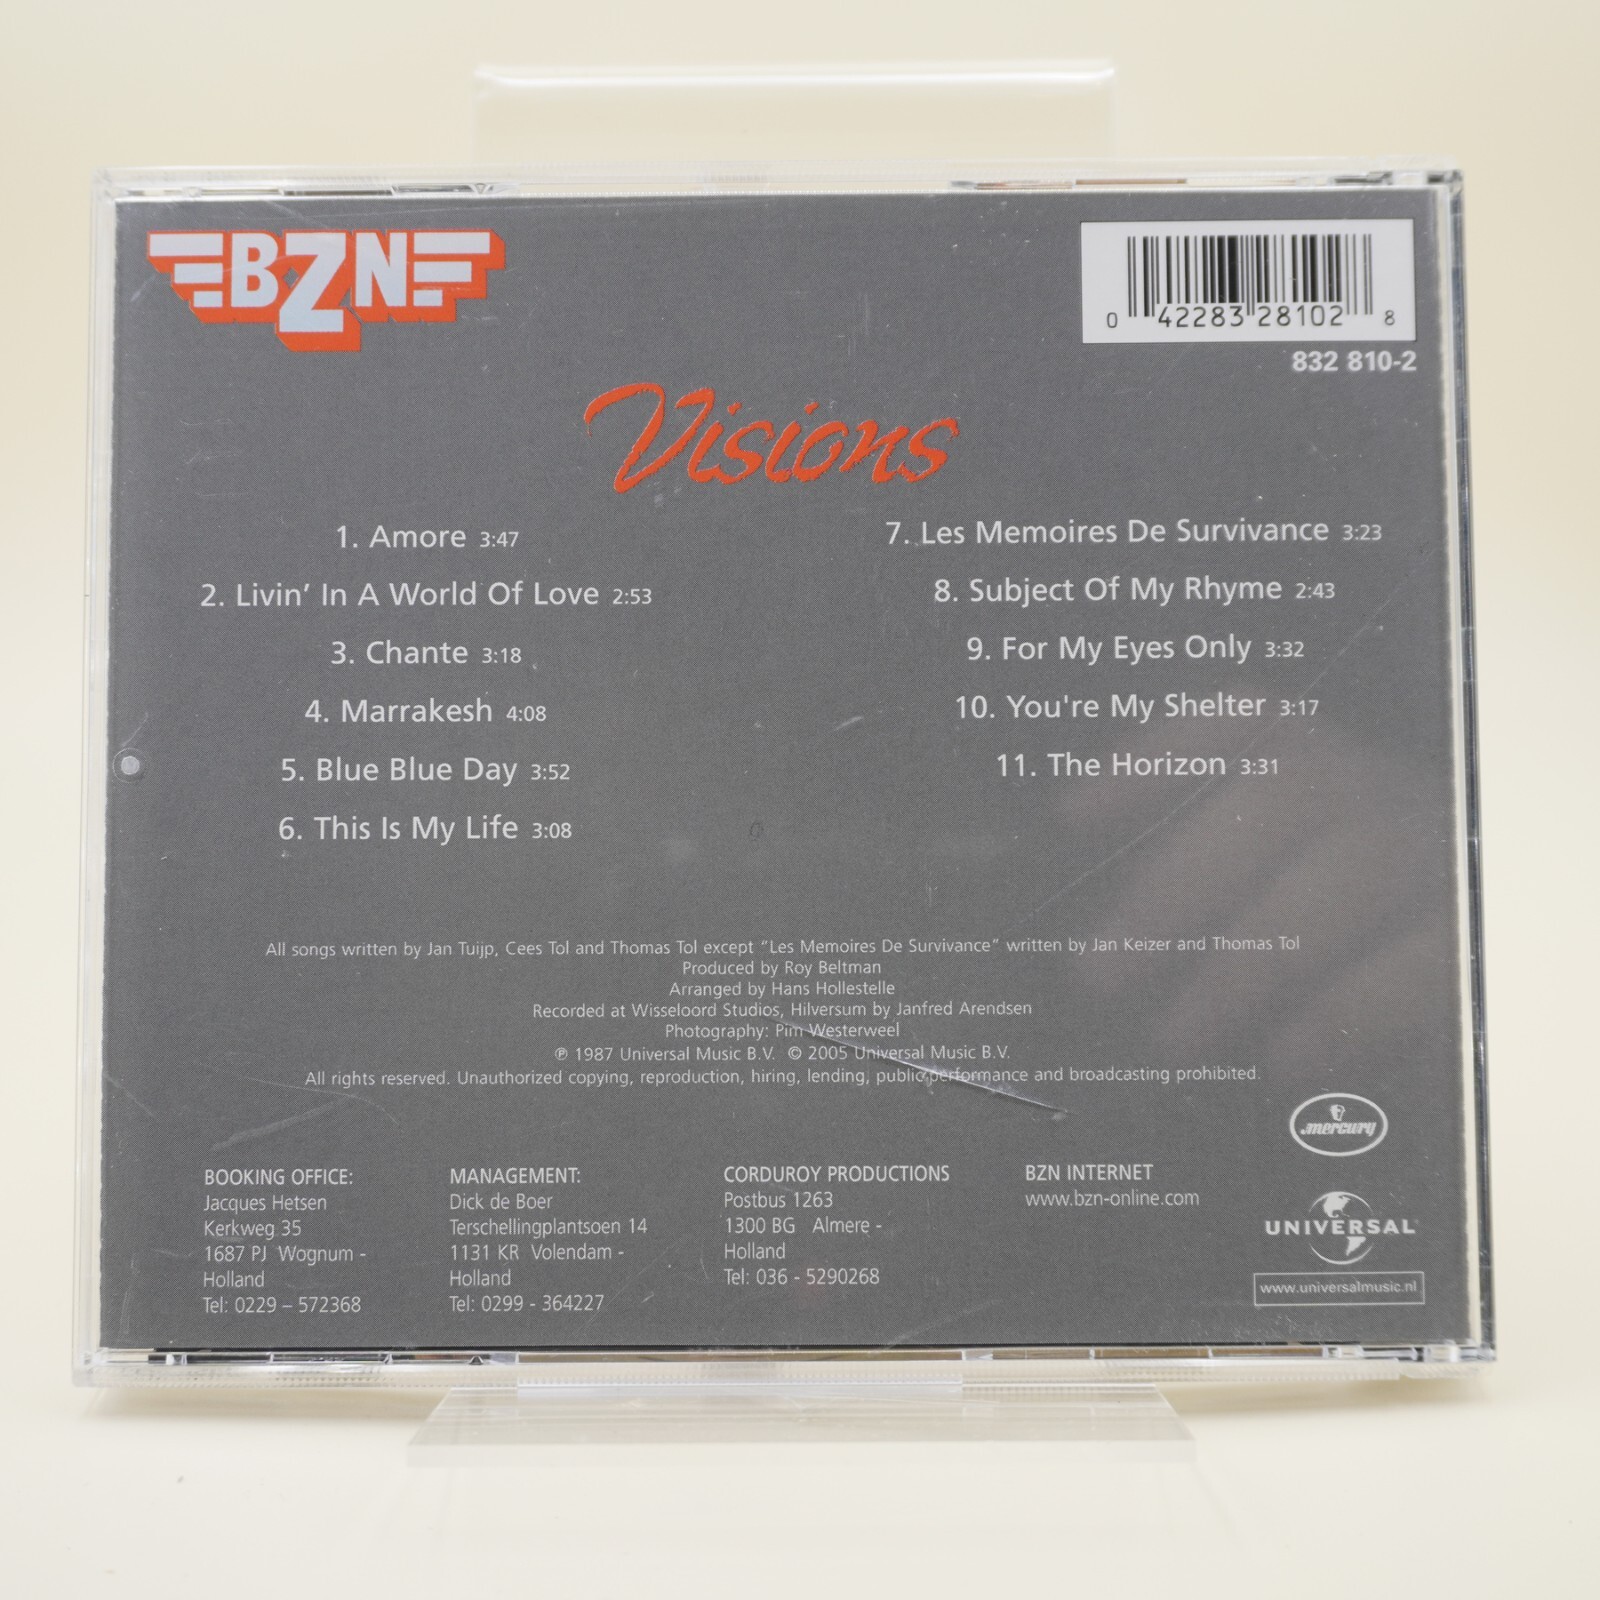 BZN
0 42283 28102 8
832 810-2
Visions
1. Amore 3:47
2. Livin' In A World Of Love 2:53
3. Chante 3:18
4. Marrakesh 4:08
5. Blue Blue Day 3:52
6. This Is My Life 3:08
7. Les Memoires De Survivance 3:23
8. Subject Of My Rhyme 2:43
9. For My Eyes Only 3:32
10. You're My Shelter 3:17
11. The Horizon 3:31
All songs written by Jan Tuijp, Cees Tol and Thomas Tol except "Les Memoires De Survivance" written by Jan Keizer and Thomas Tol
Produced by Roy Beltman
Arranged by Hans Hollestelle
Recorded at Wisseloord Studios, Hilversum by Janfred Arendsen
Photography: Pim Westerweel
℗ 1987 Universal Music B.V. © 2005 Universal Music B.V.
All rights reserved. Unauthorized copying, reproduction, hiring, lending, public performance and broadcasting prohibited.
BOOKING OFFICE:
Jacques Hetsen
Kerkweg 35
1687 PJ Wognum -
Holland
Tel: 0229 – 572368
MANAGEMENT:
Dick de Boer
Terschellingplantsoen 14
1131 KR Volendam -
Holland
Tel: 0299 - 364227
CORDUROY PRODUCTIONS
Postbus 1263
1300 BG Almere -
Holland
Tel: 036 - 5290268
BZN INTERNET
www.bzn-online.com
mercury
UNIVERSAL
www.universalmusic.nl